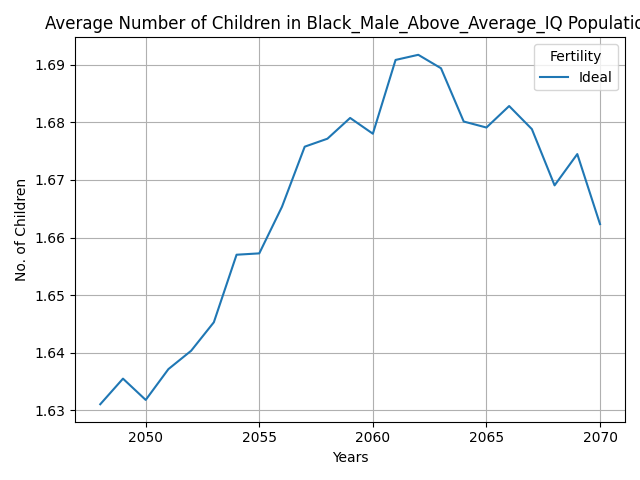 Average Number of Children in Black_Male_Above_Average_IQ Populatio
Fertility
Ideal
No. of Children
1.69
1.68
1.67
1.66
1.65
1.64
1.63
2050 2055 2060 2065 2070
Years